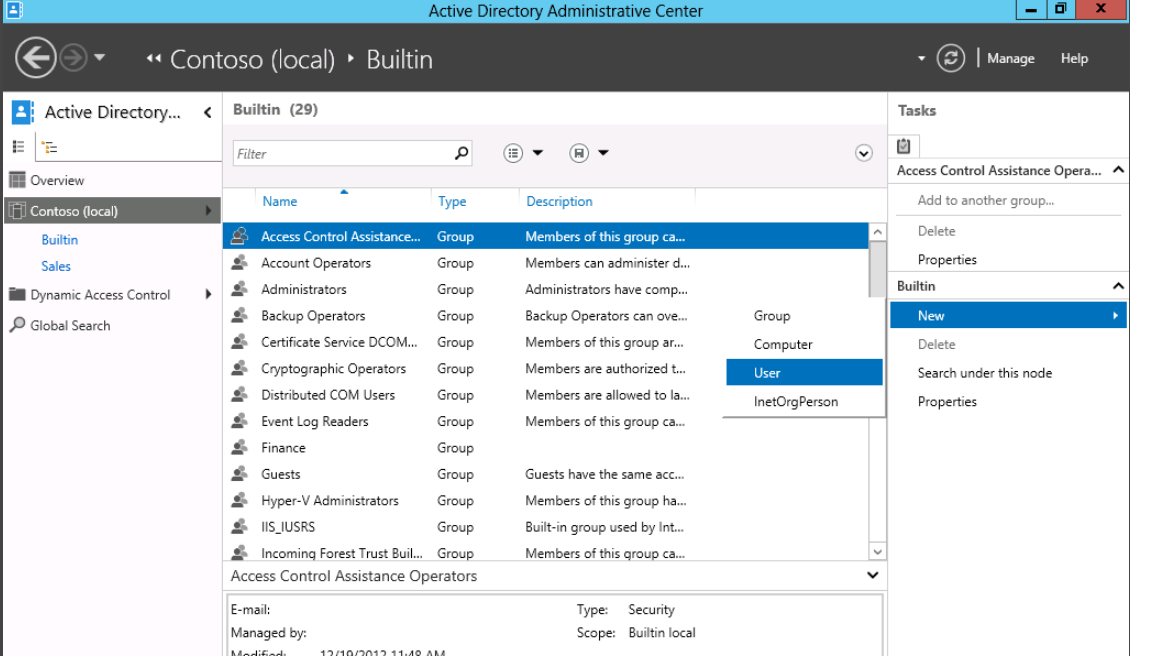 Active Directory Administrative Center
Contoso (local) Builtin
Manage Help
Active Directory...
Overview
Contoso (local)
Builtin
Sales
Dynamic Access Control
Global Search
Builtin (29)
Filter
Name Type Description
Access Control Assistance... Group Members of this group ca...
Account Operators Group Members can administer d...
Administrators Group Administrators have comp...
Backup Operators Group Backup Operators can ove...
Certificate Service DCOM... Group Members of this group ar...
Cryptographic Operators Group Members are authorized t...
Distributed COM Users Group Members are allowed to la...
Event Log Readers Group Members of this group ca...
Finance Group
Guests Group Guests have the same acc...
Hyper-V Administrators Group Members of this group ha...
IIS_IUSRS Group Built-in group used by Int...
Incoming Forest Trust Buil... Group Members of this group ca...
Group
Computer
User
InetOrgPerson
Access Control Assistance Operators
E-mail: Type: Security
Managed by: Scope: Builtin local
Modified: 12/19/2012 11:48 AM
Tasks
Access Control Assistance Opera...
Add to another group...
Delete
Properties
Builtin
New
Delete
Search under this node
Properties